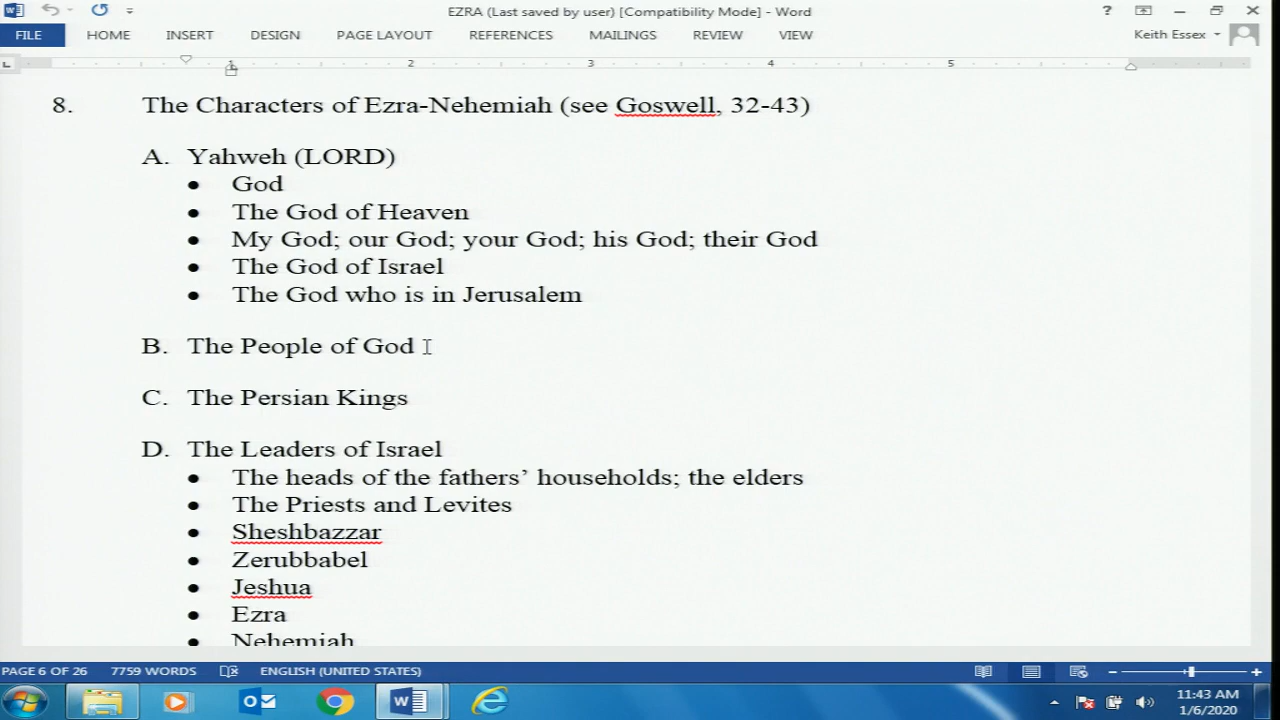 EZRA (Last saved by user) [Compatibility Mode] - Word
FILE HOME INSERT DESIGN PAGE LAYOUT REFERENCES MAILINGS REVIEW VIEW Keith Essex
1 2 3 4 5
8. The Characters of Ezra-Nehemiah (see Goswell, 32-43)
A. Yahweh (LORD)
• God
• The God of Heaven
• My God; our God; your God; his God; their God
• The God of Israel
• The God who is in Jerusalem
B. The People of God
C. The Persian Kings
D. The Leaders of Israel
• The heads of the fathers’ households; the elders
• The Priests and Levites
• Sheshbazzar
• Zerubbabel
• Jeshua
• Ezra
• Nehemiah
PAGE 6 OF 26 7759 WORDS ENGLISH (UNITED STATES)
11:43 AM
1/6/2020